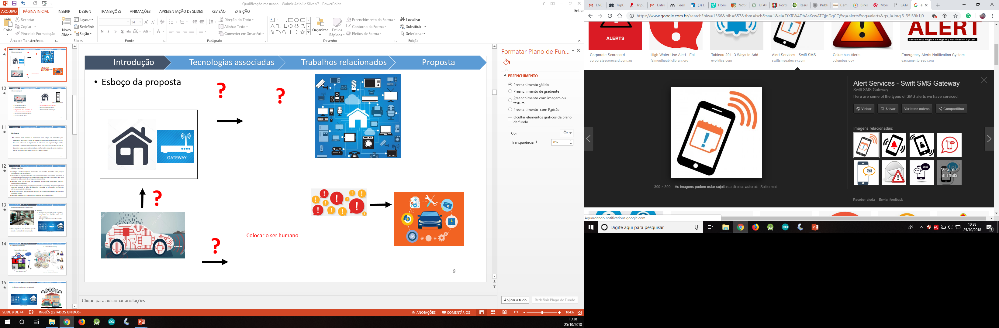 Qualificação mestrado - Walmir Acioli e Silva v7 - PowerPoint
ARQUIVO PÁGINA INICIAL INSERIR DESIGN TRANSIÇÕES ANIMAÇÕES APRESENTAÇÃO DE SLIDES REVISÃO EXIBIÇÃO Entrar
Colar
Recortar
Copiar
Pincel de Formatação
Área de Transferência
Novo
Slide
Layout
Redefinir
Seção
Slides
54
N I S S abc AV Aa A
Fonte
Direção do Texto
Alinhar Texto
Converter em SmartArt
Parágrafo
Organizar
Estilos
Rápidos
Preenchimento da Forma
Contorno da Forma
Efeitos de Forma
Desenho
Localizar
Substituir
Selecionar
Edição
9
10
11
12
13
14
15
Introdução Tecnologias associadas Trabalhos relacionados Proposta
• Esboço da proposta
?
?
GATEWAY
?
?
Colocar o ser humano
9
Clique para adicionar anotações
Formatar Plano de Fun...
PREENCHIMENTO
Preenchimento sólido
Preenchimento de gradiente
Preenchimento com imagem ou
textura
Preenchimento com Padrão
Ocultar elementos gráficos de plano
de fundo
Cor
Transparência 0%
Aplicar a tudo Redefinir Plano de Fundo
SLIDE 9 DE 44 INGLÊS (ESTADOS UNIDOS) ANOTAÇÕES COMENTÁRIOS 104%
10:38
25/10/2018
ENC TripC TripC Entra Feed (3) Li Hom Notíc UFAM Porta Resu Publi Cam Birke Mon LATA a
https://www.google.com.br/search?biw=1366&bih=657&tbm=isch&sa=1&ei=TtXRW4DhAsKcwATQjoDgCQ&q=alerts&oq=alerts&gs_l=img.3..35i39k1j0...
ALERTS
ALERT
Sacramento Region Emergency Notification System
Corporate Scorecard
corporatescorecard.com.au
High Water Use Alert - Fal...
falmouthpubliclibrary.org
Tableau 201: 3 Ways to Add...
evolytics.com
Alert Services - Swift SMS ...
swiftsmsgateway.com
Columbus Alerts
columbus.gov
Emergency Alerts Notification System
sacramentoready.org
Alert Services - Swift SMS Gateway
Swift SMS Gateway
Here are some of the types of SMS alerts we have serviced:
Visitar Salvar Ver itens salvos Compartilhar
Imagens relacionadas:
SMS
SMS
ALERTS
text
Visualiz
ar mais
300 × 300 - As imagens podem estar sujeitas a direitos autorais Saiba mais
Receber ajuda - Enviar feedback
Aguardando notifications.google.com...
Digite aqui para pesquisar
10:38
25/10/2018